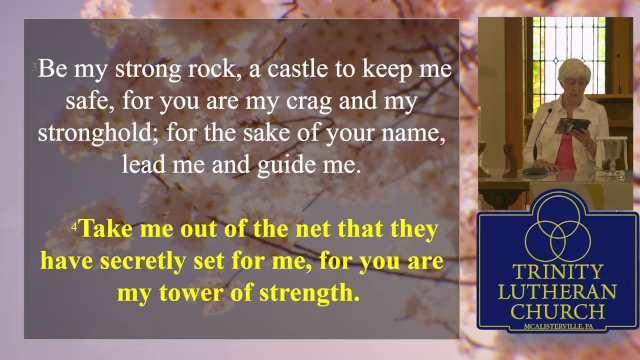 Be my strong rock, a castle to keep me
safe, for you are my crag and my
stronghold; for the sake of your name,
lead me and guide me.
4Take me out of the net that they
have secretly set for me, for you are
my tower of strength.
TRINITY
LUTHERAN
CHURCH
MCALISTERVILLE, PA